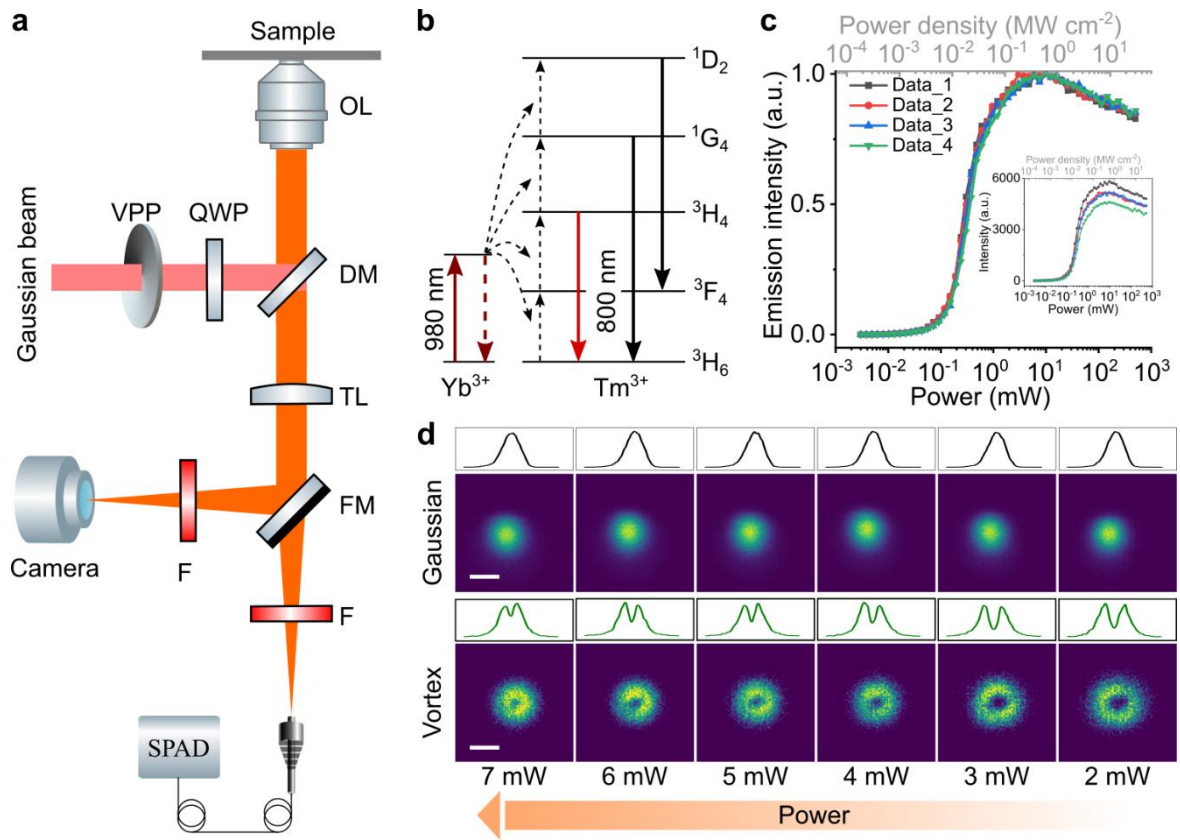 a
Sample
OL
VPP
QWP
DM
Gaussian beam
TL
FM
Camera
F
F
SPAD
b
¹D₂
¹G₄
³H₄
³F₄
³H₆
980 nm
800 nm
Yb³⁺
Tm³⁺
c
Power density (MW cm⁻²)
10⁻⁴ 10⁻³ 10⁻² 10⁻¹ 10⁰ 10¹
Emission intensity (a.u.)
1.0
0.5
0.0
Data_1
Data_2
Data_3
Data_4
Power density (MW cm⁻²)
10⁻⁴ 10⁻³ 10⁻² 10⁻¹ 10⁰ 10¹
Intensity (a.u.)
6000
3000
0
10⁻³ 10⁻² 10⁻¹ 10⁰ 10¹ 10² 10³
Power (mW)
10⁻³ 10⁻² 10⁻¹ 10⁰ 10¹ 10² 10³
Power (mW)
d
Gaussian
Vortex
7 mW 6 mW 5 mW 4 mW 3 mW 2 mW
Power